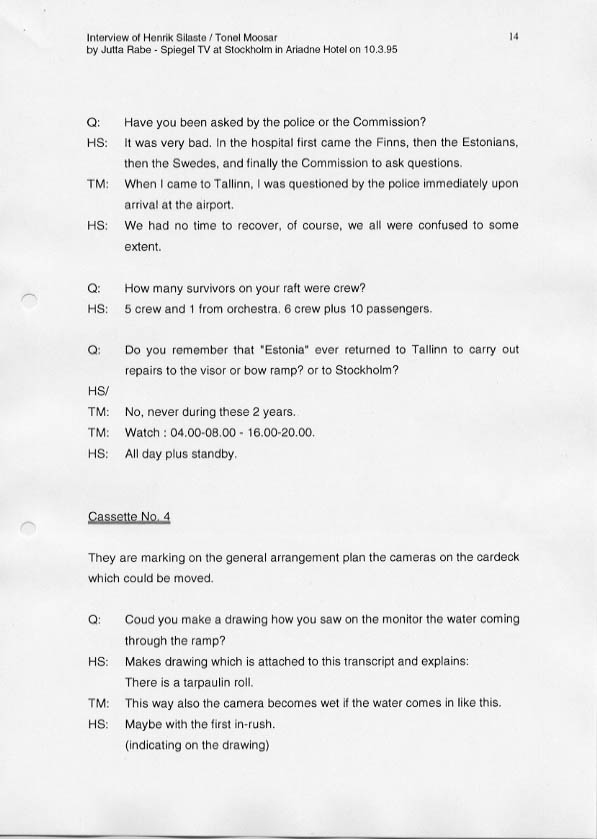 Interview of Henrik Silaste / Tonel Moosar
14
by Jutta Rabe - Spiegel TV at Stockholm in Ariadne Hotel on 10.3.95
Q: Have you been asked by the police or the Commission?
HS: It was very bad. In the hospital first came the Finns, then the Estonians,
then the Swedes, and finally the Commission to ask questions.
TM: When I came to Tallinn, I was questioned by the police immediately upon
arrival at the airport.
HS: We had no time to recover, of course, we all were confused to some
extent.
Q: How many survivors on your raft were crew?
HS: 5 crew and 1 from orchestra. 6 crew plus 10 passengers.
Q: Do you remember that "Estonia" ever returned to Tallinn to carry out
repairs to the visor or bow ramp? or to Stockholm?
HS/
TM: No, never during these 2 years.
TM: Watch : 04.00-08.00 - 16.00-20.00.
HS: All day plus standby.
Cassette No. 4
They are marking on the general arrangement plan the cameras on the cardeck
which could be moved.
Q: Coud you make a drawing how you saw on the monitor the water coming
through the ramp?
HS: Makes drawing which is attached to this transcript and explains:
There is a tarpaulin roll.
TM: This way also the camera becomes wet if the water comes in like this.
HS: Maybe with the first in-rush.
(indicating on the drawing)